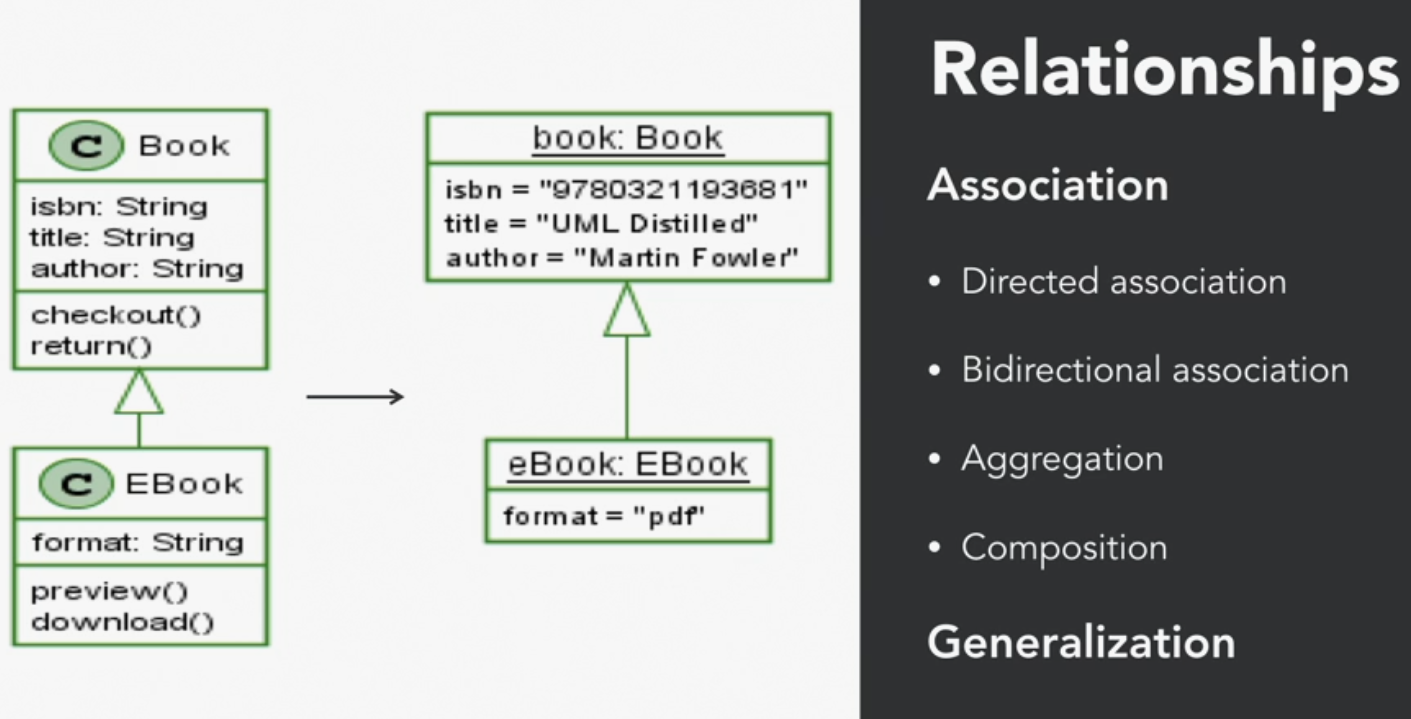 C Book
isbn: String
title: String
author: String
checkout()
return()
C EBook
format: String
preview()
download()
book: Book
isbn = "9780321193681"
title = "UML Distilled"
author = "Martin Fowler"
eBook: EBook
format = "pdf"
Relationships
Association
• Directed association
• Bidirectional association
• Aggregation
• Composition
Generalization